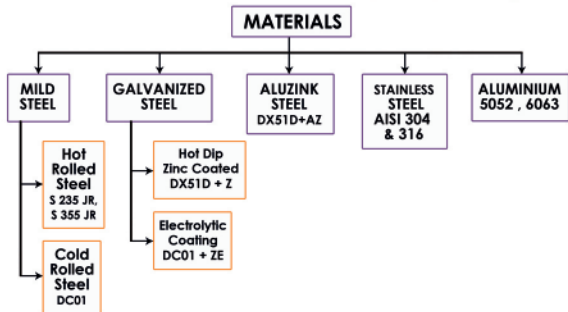 MATERIALS
MILD
STEEL
GALVANIZED
STEEL
ALUZINK
STEEL
DX51D+AZ
STAINLESS
STEEL
AISI 304
& 316
ALUMINIUM
5052 , 6063
Hot
Rolled
Steel
S 235 JR,
S 355 JR
Cold
Rolled
Steel
DC01
Hot Dip
Zinc Coated
DX51D + Z
Electrolytic
Coating
DC01 + ZE